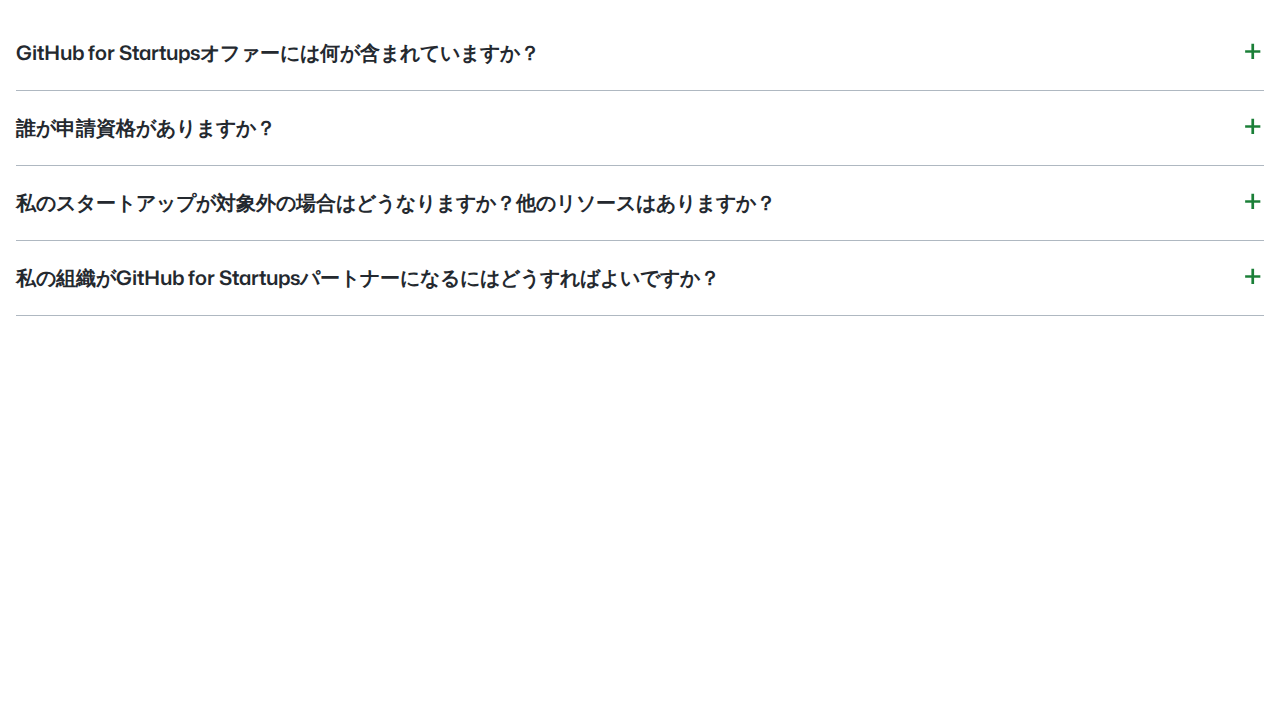 GitHub for Startupsオファーには何が含まれていますか？
誰が申請資格がありますか？
私のスタートアップが対象外の場合はどうなりますか？他のリソースはありますか？
私の組織がGitHub for Startupsパートナーになるにはどうすればよいですか？